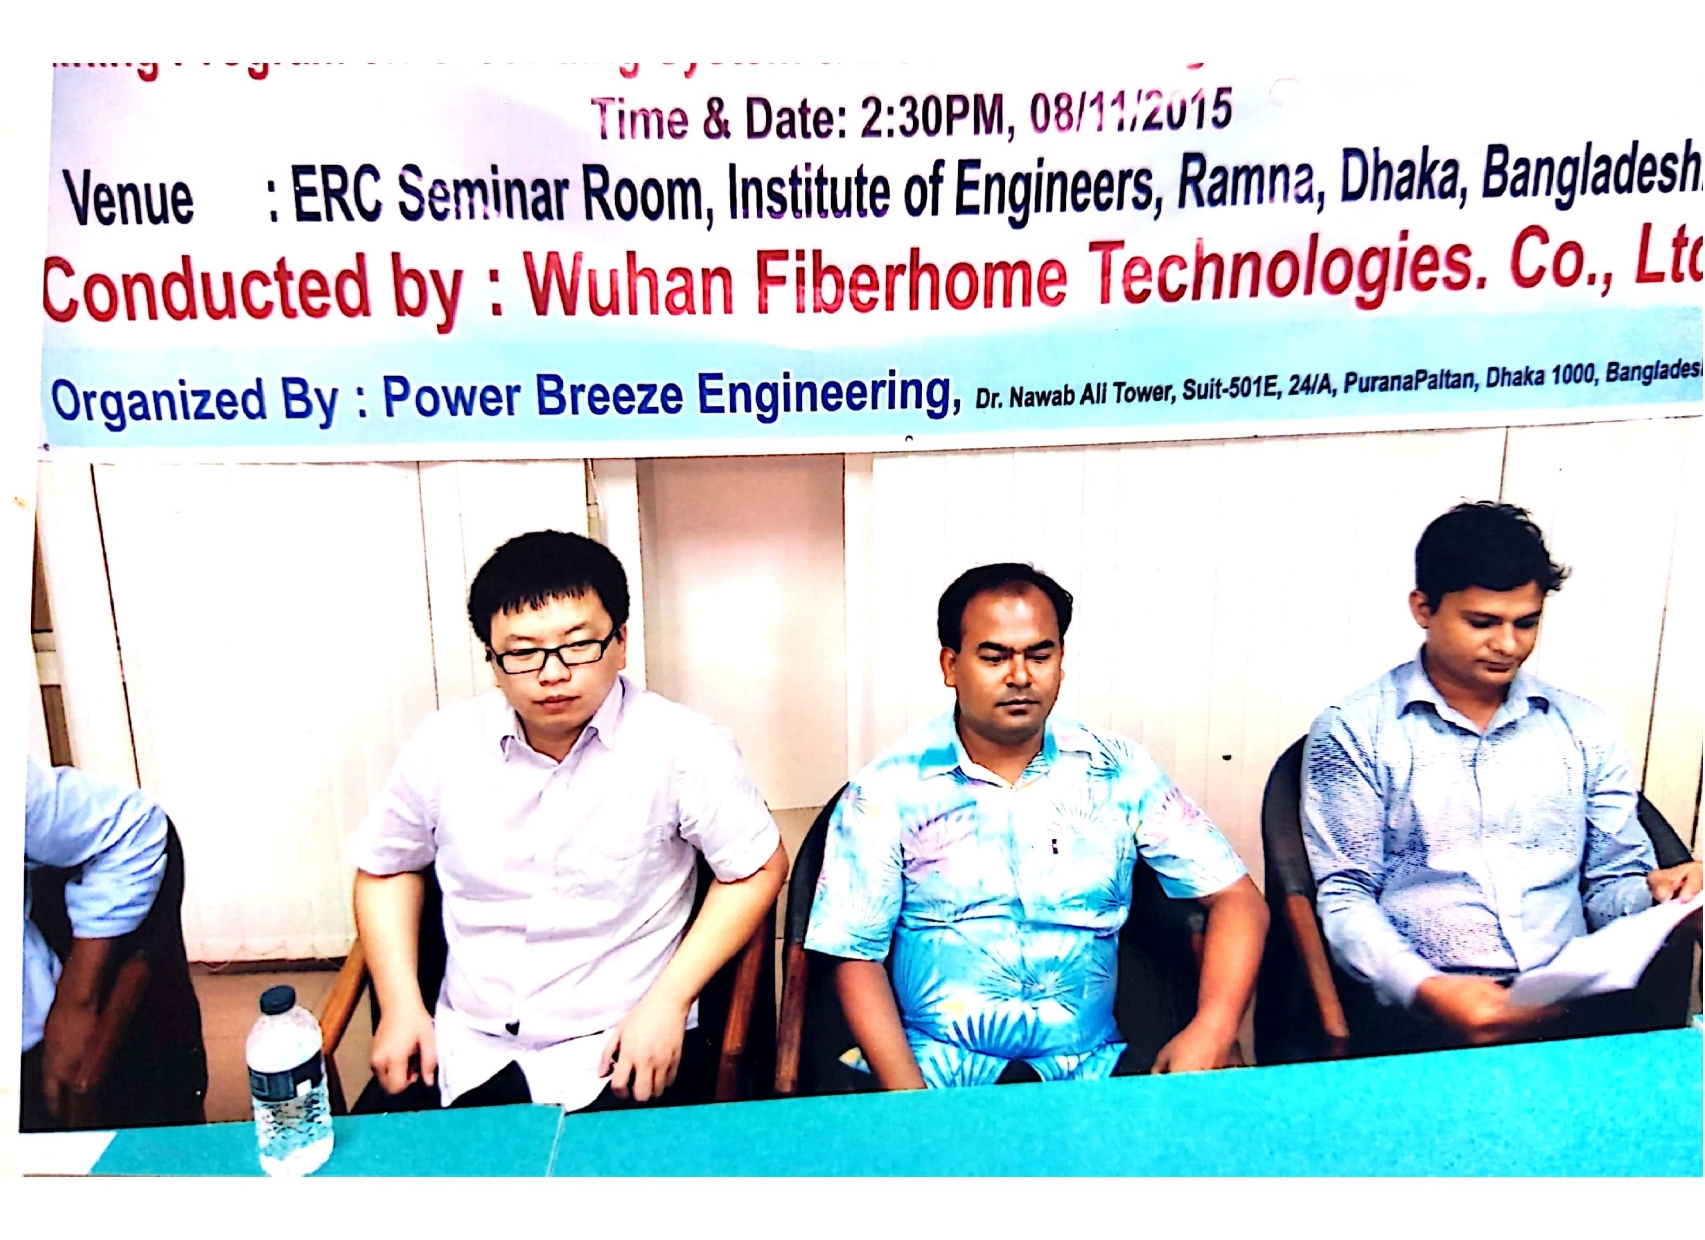 Time & Date: 2:30PM, 08/11/2015
Venue : ERC Seminar Room, Institute of Engineers, Ramna, Dhaka, Bangladesh.
Conducted by : Wuhan Fiberhome Technologies. Co., Ltd
Organized By : Power Breeze Engineering, Dr. Nawab Ali Tower, Suit-501E, 24/A, PuranaPaltan, Dhaka 1000, Bangladesh